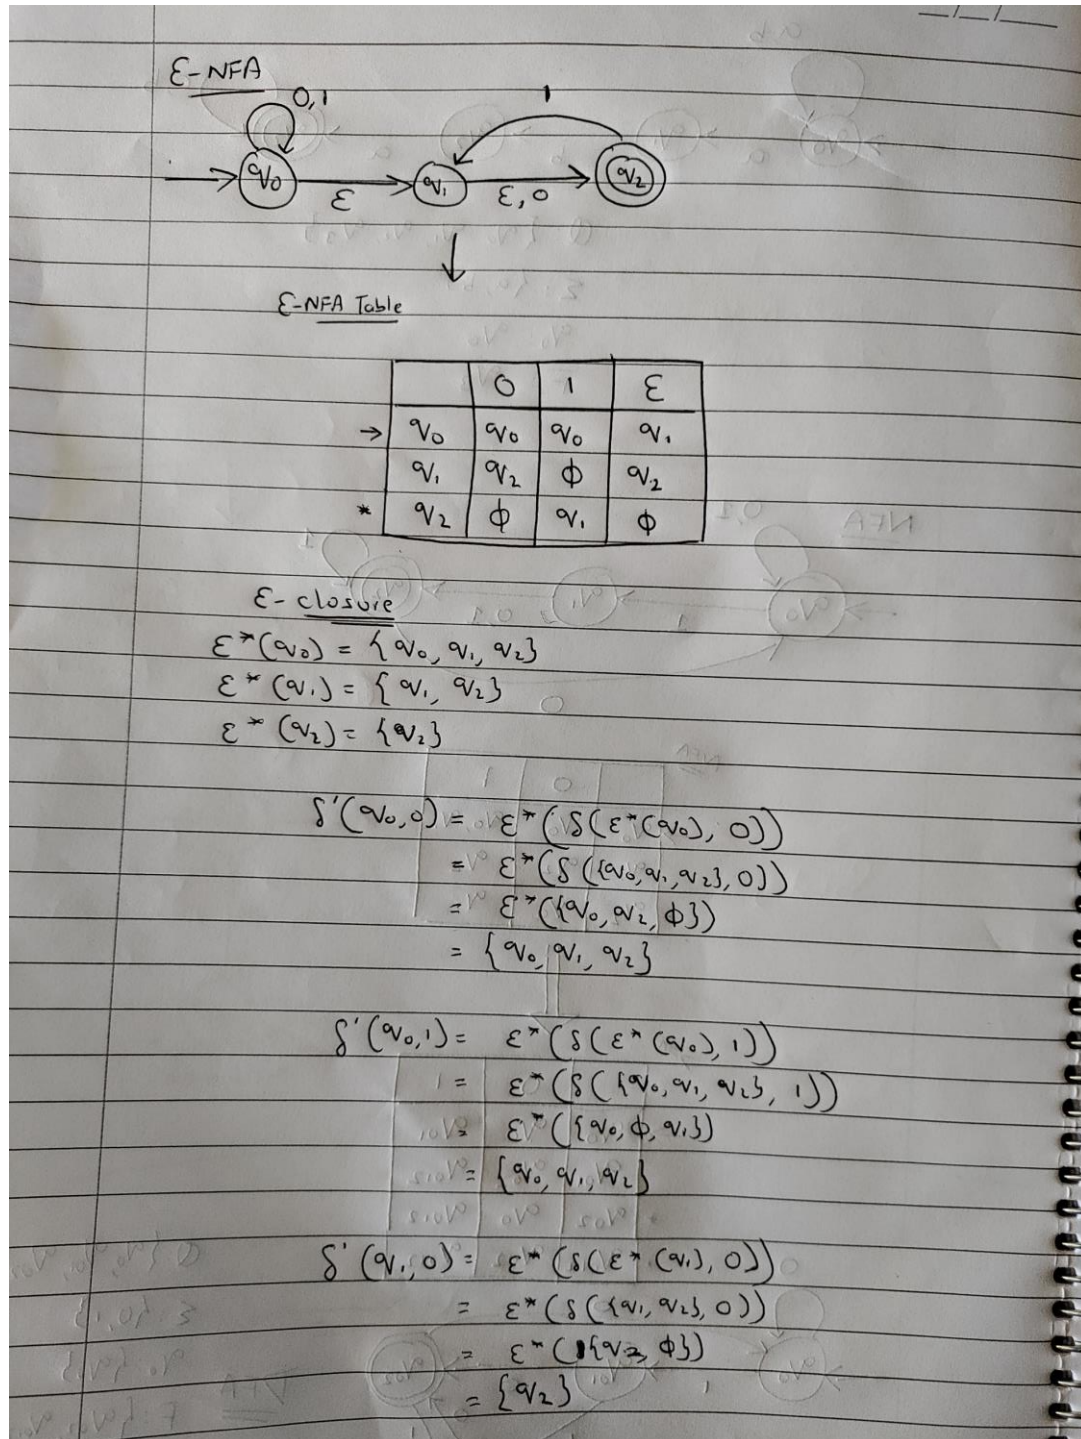 ε-NFA
0,1
1
q0 ε q1 ε,0 q2
ε-NFA Table
0 1 ε
→ q0 q0 q0 q1
q1 q2 ϕ q2
* q2 ϕ q1 ϕ
ε-closure
ε*(q0) = {q0, q1, q2}
ε*(q1) = {q1, q2}
ε*(q2) = {q2}
δ'(q0,0) = ε*(δ(ε*(q0), 0))
= ε*(δ({q0,q1,q2},0))
= ε*({q0,q2,ϕ})
= {q0, q1, q2}
δ'(q0,1) = ε*(δ(ε*(q0),1))
= ε*(δ({q0,q1,q2},1))
= ε*({q0,ϕ,q1})
= {q0,q1,q2}
δ'(q1,0) = ε*(δ(ε*(q1),0))
= ε*(δ({q1,q2},0))
= ε*({q2,ϕ})
= {q2}